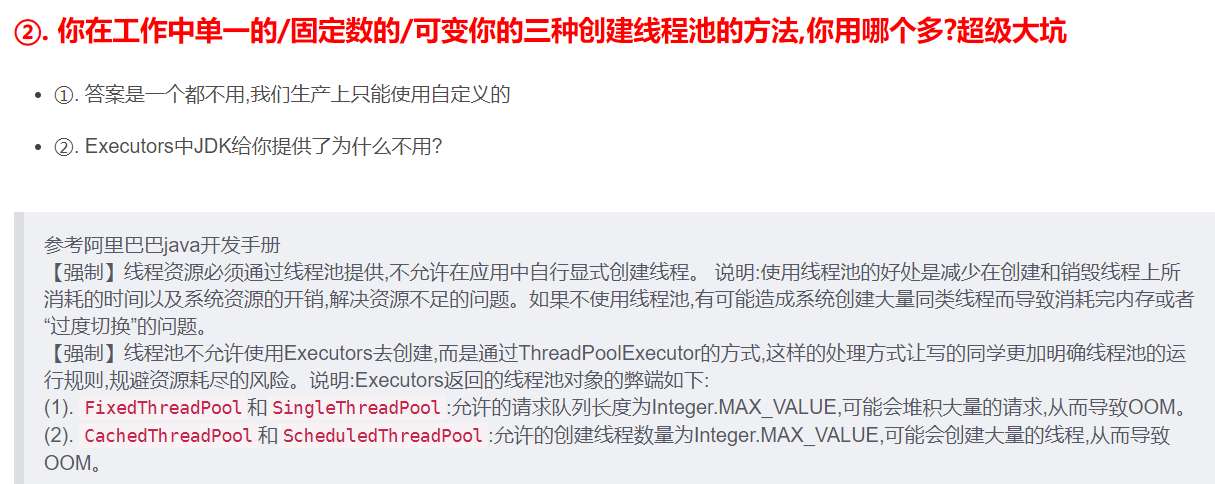 ②. 你在工作中单一的/固定数的/可变你的三种创建线程池的方法,你用哪个多?超级大坑
①. 答案是一个都不用,我们生产上只能使用自定义的
②. Executors中JDK给你提供了为什么不用?
参考阿里巴巴java开发手册
【强制】线程资源必须通过线程池提供,不允许在应用中自行显式创建线程。 说明:使用线程池的好处是减少在创建和销毁线程上所
消耗的时间以及系统资源的开销,解决资源不足的问题。如果不使用线程池,有可能造成系统创建大量同类线程而导致消耗完内存或者
“过度切换”的问题。
【强制】线程池不允许使用Executors去创建,而是通过ThreadPoolExecutor的方式,这样的处理方式让写的同学更加明确线程池的运
行规则,规避资源耗尽的风险。说明:Executors返回的线程池对象的弊端如下:
(1). FixedThreadPool 和 SingleThreadPool :允许的请求队列长度为Integer.MAX_VALUE,可能会堆积大量的请求,从而导致OOM。
(2). CachedThreadPool 和 ScheduledThreadPool :允许的创建线程数量为Integer.MAX_VALUE,可能会创建大量的线程,从而导致
OOM。